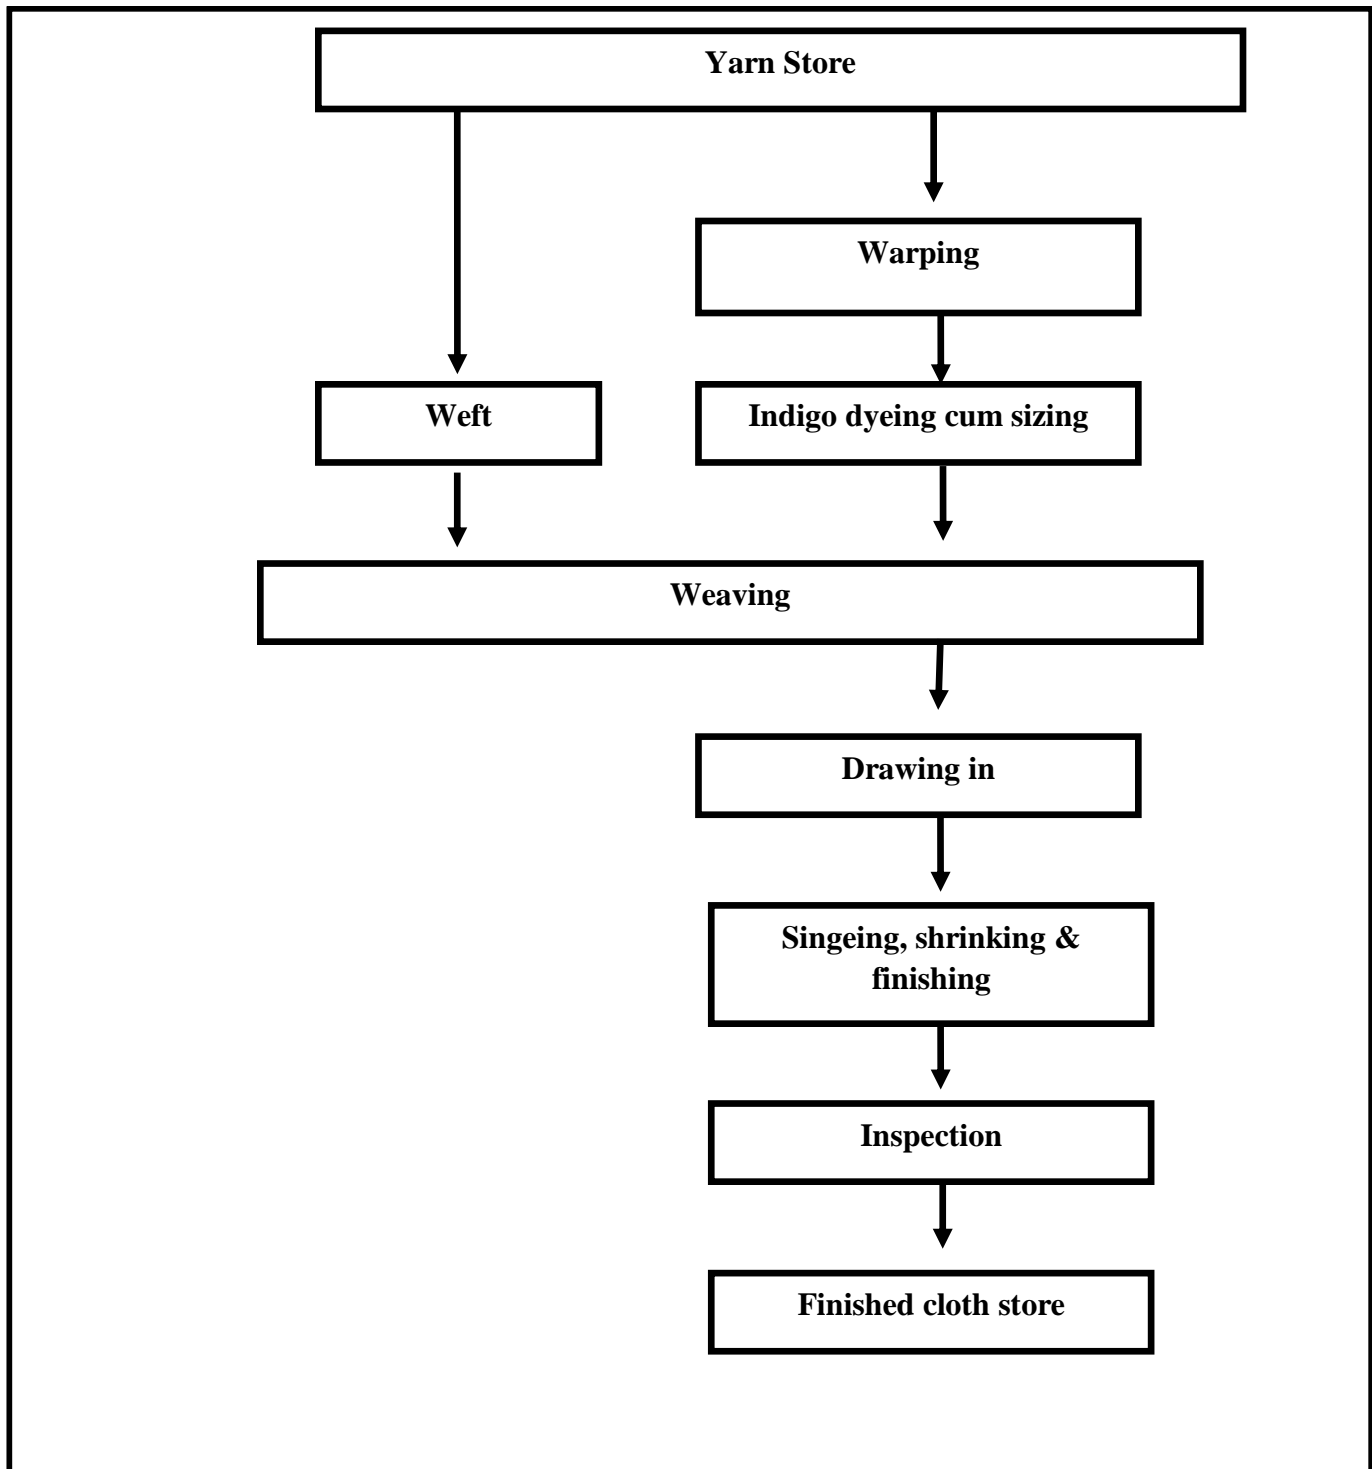 Yarn Store
Warping
Weft
Indigo dyeing cum sizing
Weaving
Drawing in
Singeing, shrinking &
finishing
Inspection
Finished cloth store